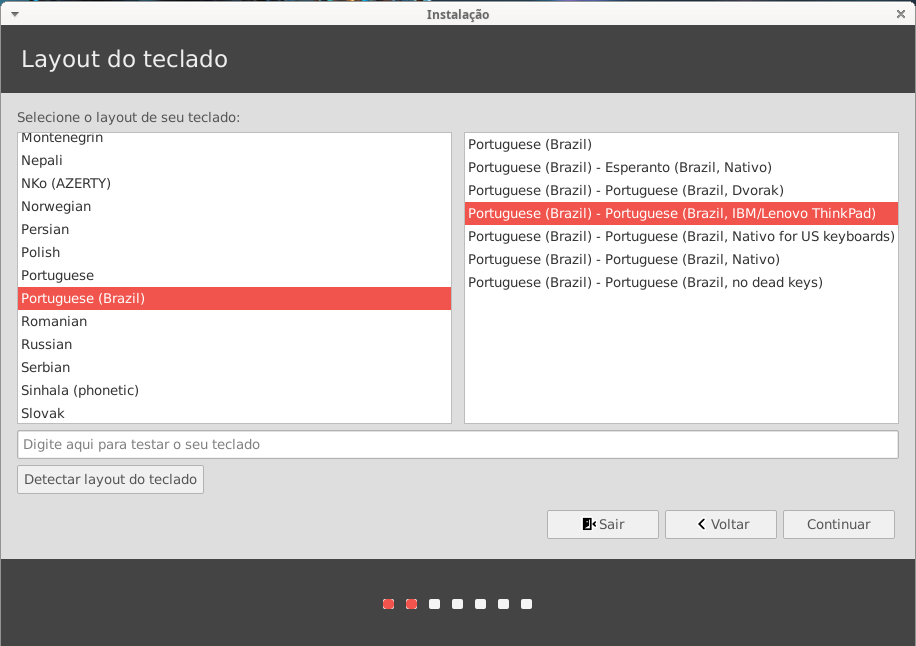 Instalação
Layout do teclado
Selecione o layout de seu teclado:
Montenegrin
Nepali
NKo (AZERTY)
Norwegian
Persian
Polish
Portuguese
Portuguese (Brazil)
Romanian
Russian
Serbian
Sinhala (phonetic)
Slovak
Portuguese (Brazil)
Portuguese (Brazil) - Esperanto (Brazil, Nativo)
Portuguese (Brazil) - Portuguese (Brazil, Dvorak)
Portuguese (Brazil) - Portuguese (Brazil, IBM/Lenovo ThinkPad)
Portuguese (Brazil) - Portuguese (Brazil, Nativo for US keyboards)
Portuguese (Brazil) - Portuguese (Brazil, Nativo)
Portuguese (Brazil) - Portuguese (Brazil, no dead keys)
Digite aqui para testar o seu teclado
Detectar layout do teclado
Sair
Voltar
Continuar